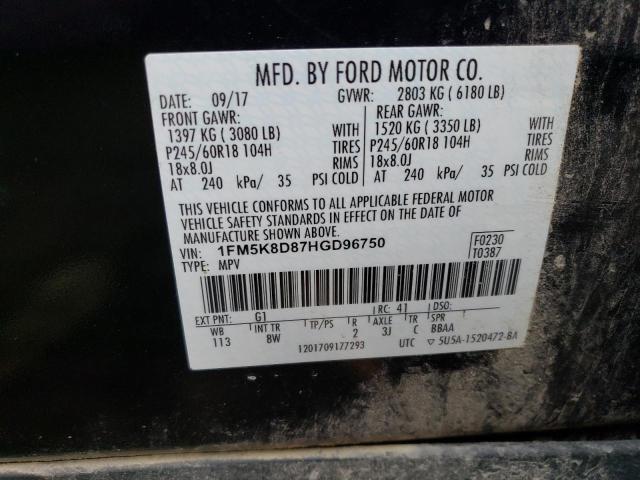 MFD. BY FORD MOTOR CO.
DATE: 09/17 GVWR: 2803 KG ( 6180 LB)
FRONT GAWR: REAR GAWR:
1397 KG ( 3080 LB) WITH 1520 KG ( 3350 LB) WITH
P245/60R18 104H TIRES P245/60R18 104H TIRES
18x8.0J RIMS 18x8.0J RIMS
AT 240 kPa/ 35 PSI COLD AT 240 kPa/ 35 PSI COLD
THIS VEHICLE CONFORMS TO ALL APPLICABLE FEDERAL MOTOR
VEHICLE SAFETY STANDARDS IN EFFECT ON THE DATE OF
MANUFACTURE SHOWN ABOVE.
VIN: 1FM5K8D87HGD96750 F0230
TYPE: MPV T0387
EXT PNT: G1 RC: 41 DSO:
WB INT TR TP/PS R AXLE TR SPR
113 8W 2 3J C BBAA
1201709177293 UTC ▽ 5U5A-1520472-BA